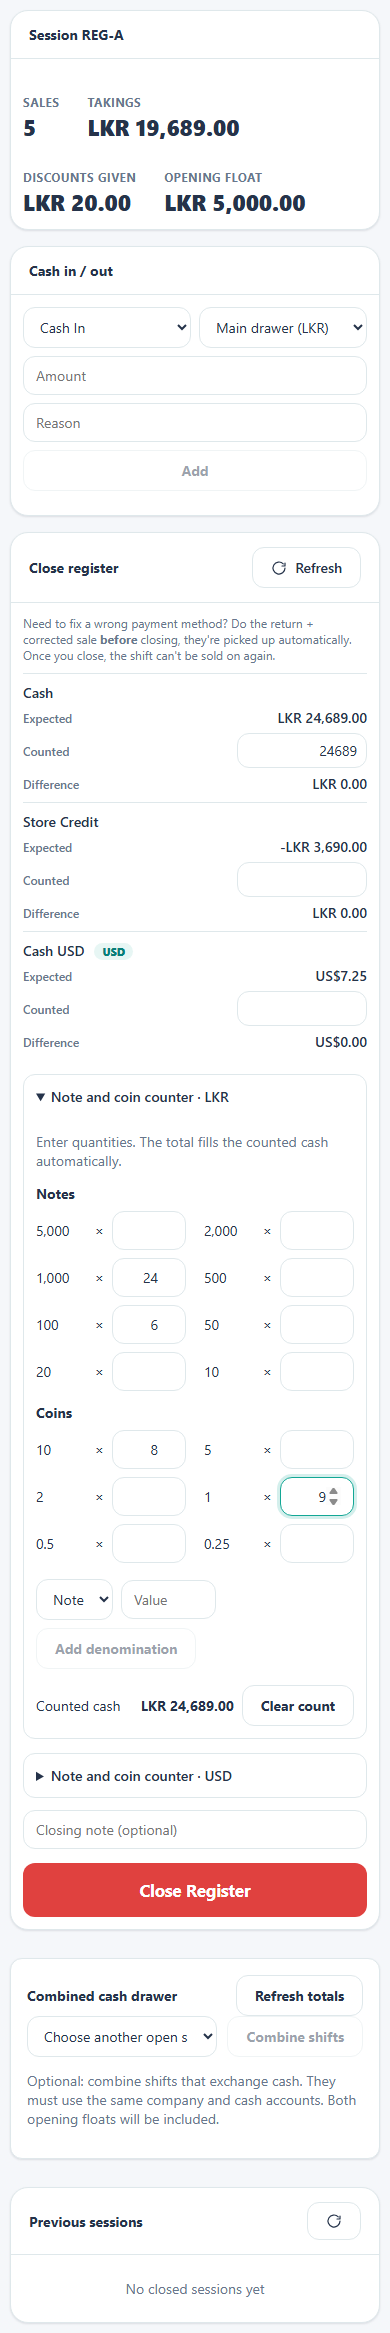 Session REG-A
SALES TAKINGS
5 LKR 19,689.00
DISCOUNTS GIVEN OPENING FLOAT
LKR 20.00 LKR 5,000.00
Cash in / out
Cash In Main drawer (LKR)
Amount
Reason
Add
Close register Refresh
Need to fix a wrong payment method? Do the return +
corrected sale before closing, they're picked up automatically.
Once you close, the shift can't be sold on again.
Cash
Expected LKR 24,689.00
Counted 24689
Difference LKR 0.00
Store Credit
Expected -LKR 3,690.00
Counted
Difference LKR 0.00
Cash USD USD
Expected US$7.25
Counted
Difference US$0.00
▼ Note and coin counter · LKR
Enter quantities. The total fills the counted cash
automatically.
Notes
5,000 × 2,000 ×
1,000 × 24 500 ×
100 × 6 50 ×
20 × 10 ×
Coins
10 × 8 5 ×
2 × 1 × 9
0.5 × 0.25 ×
Note Value
Add denomination
Counted cash LKR 24,689.00 Clear count
▶ Note and coin counter · USD
Closing note (optional)
Close Register
Combined cash drawer Refresh totals
Choose another open s Combine shifts
Optional: combine shifts that exchange cash. They
must use the same company and cash accounts. Both
opening floats will be included.
Previous sessions
No closed sessions yet